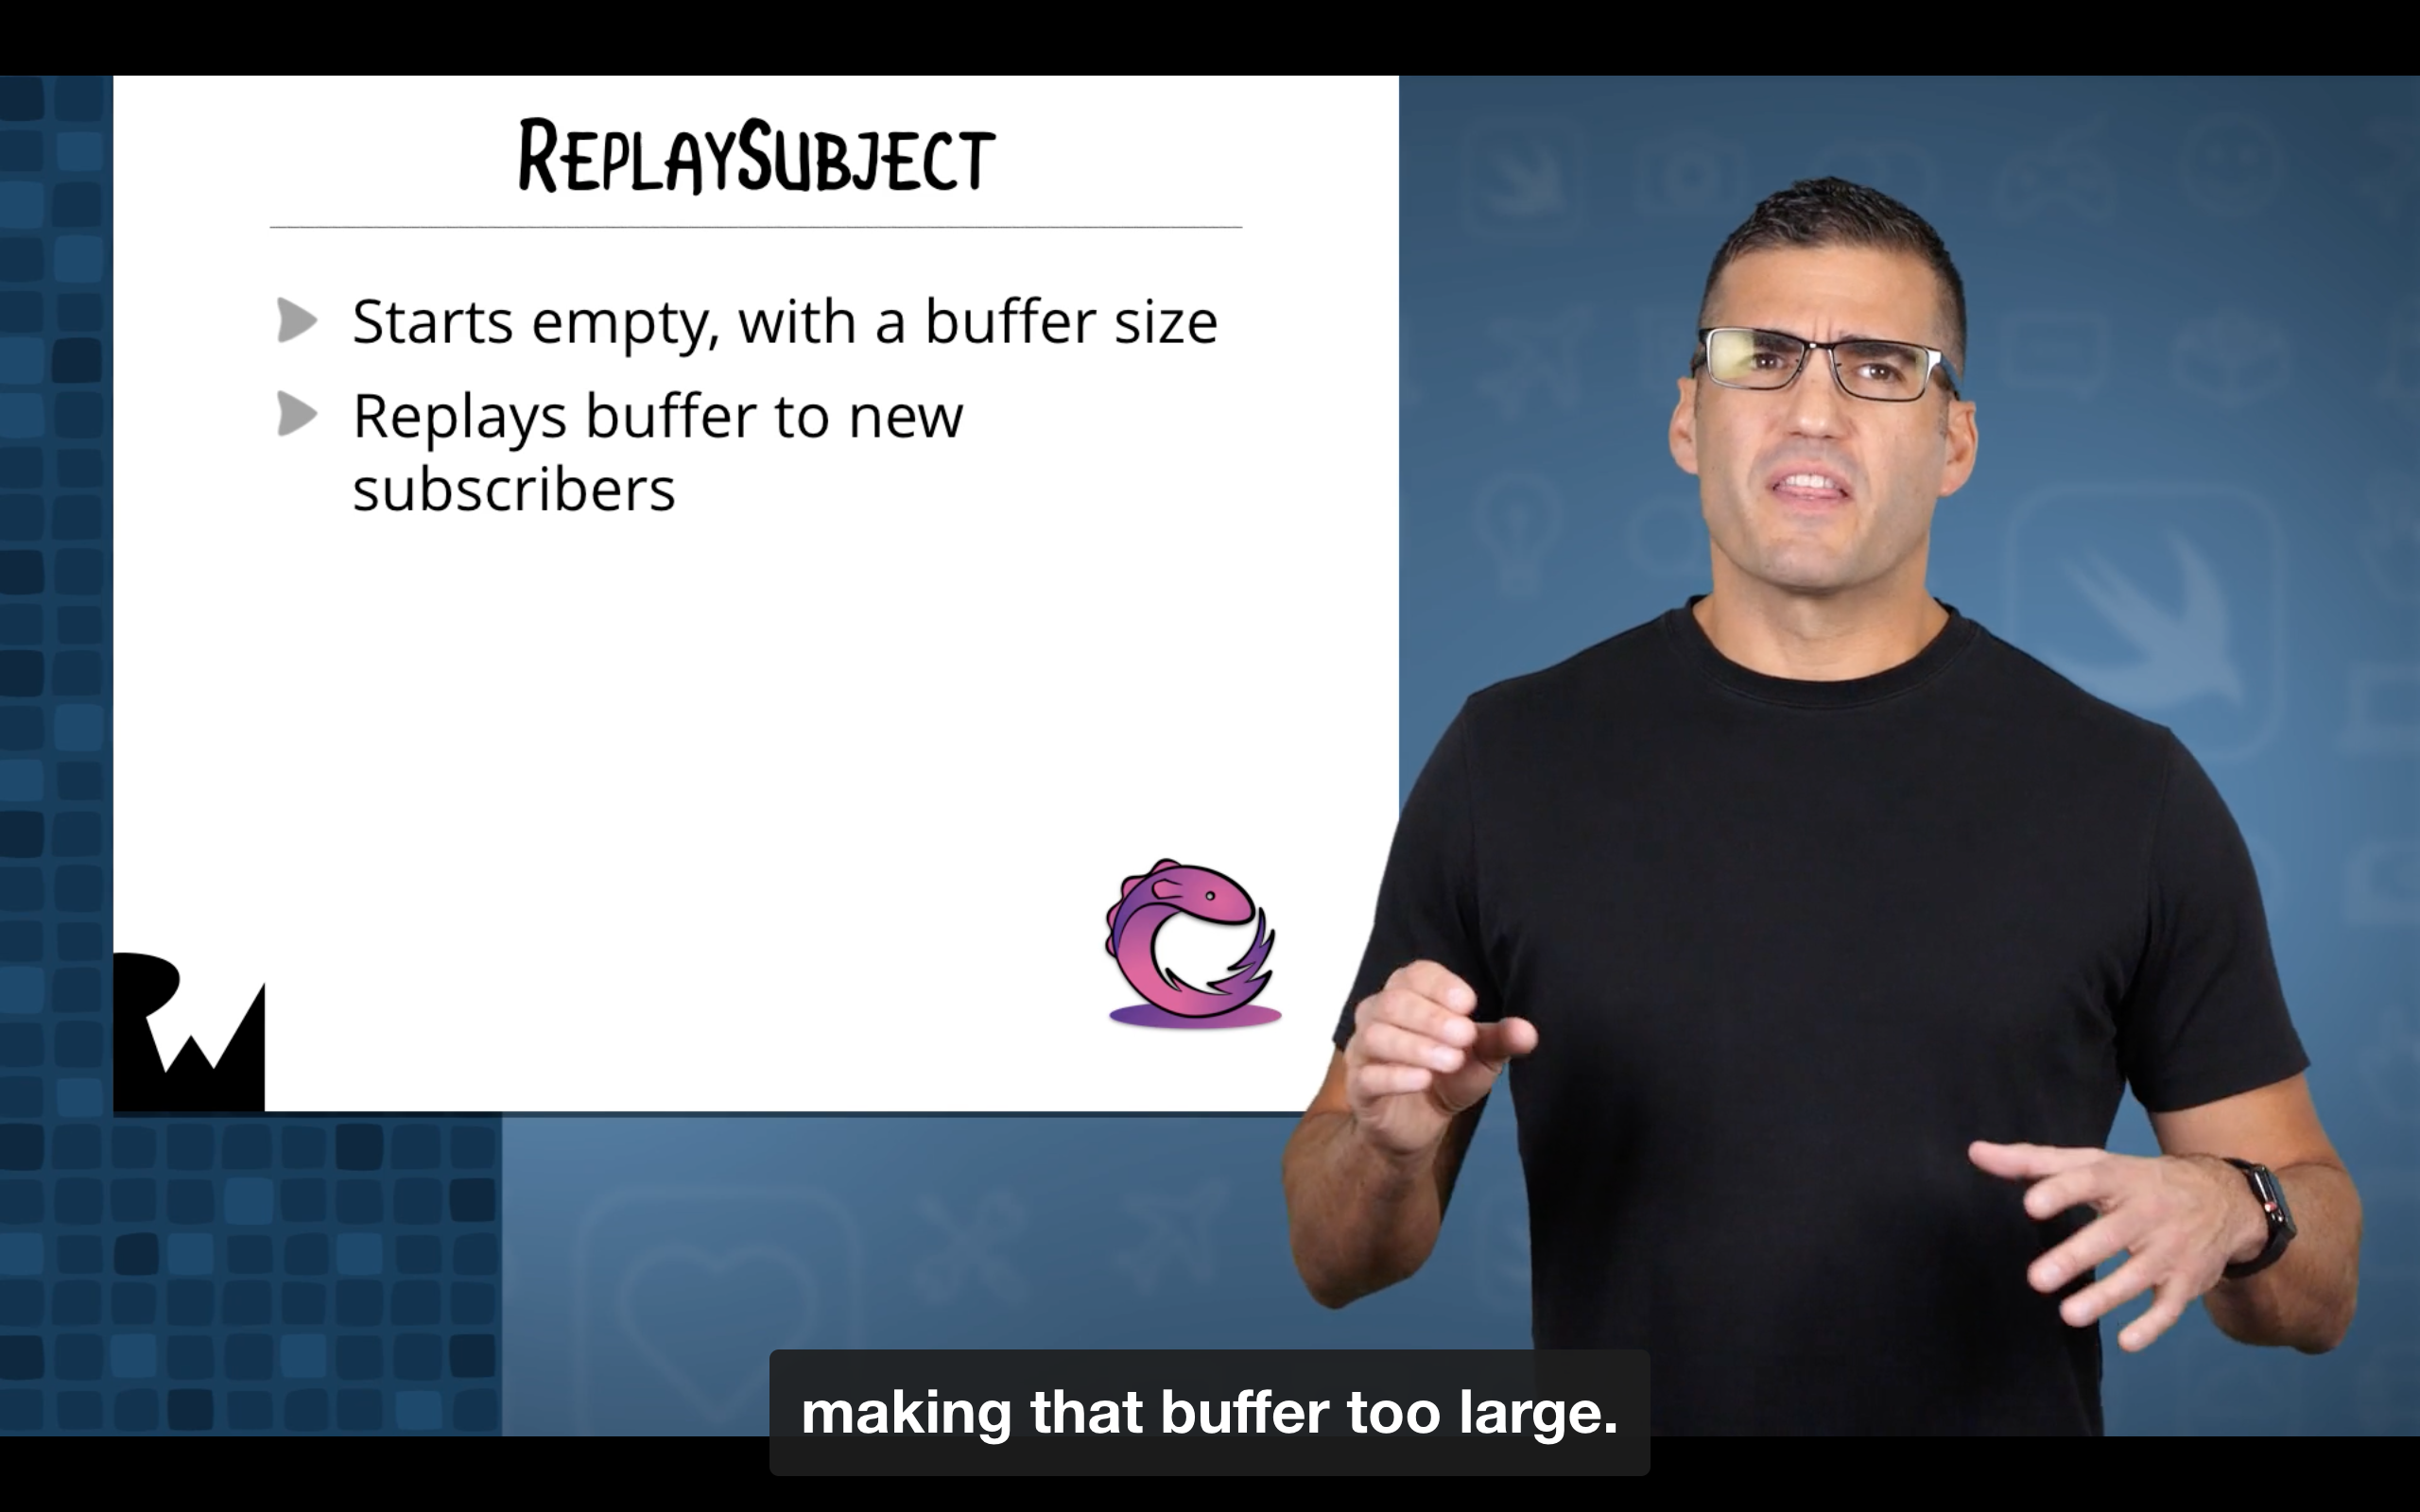 REPLAYSUBJECT
Starts empty, with a buffer size
Replays buffer to new
subscribers
RW
making that buffer too large.